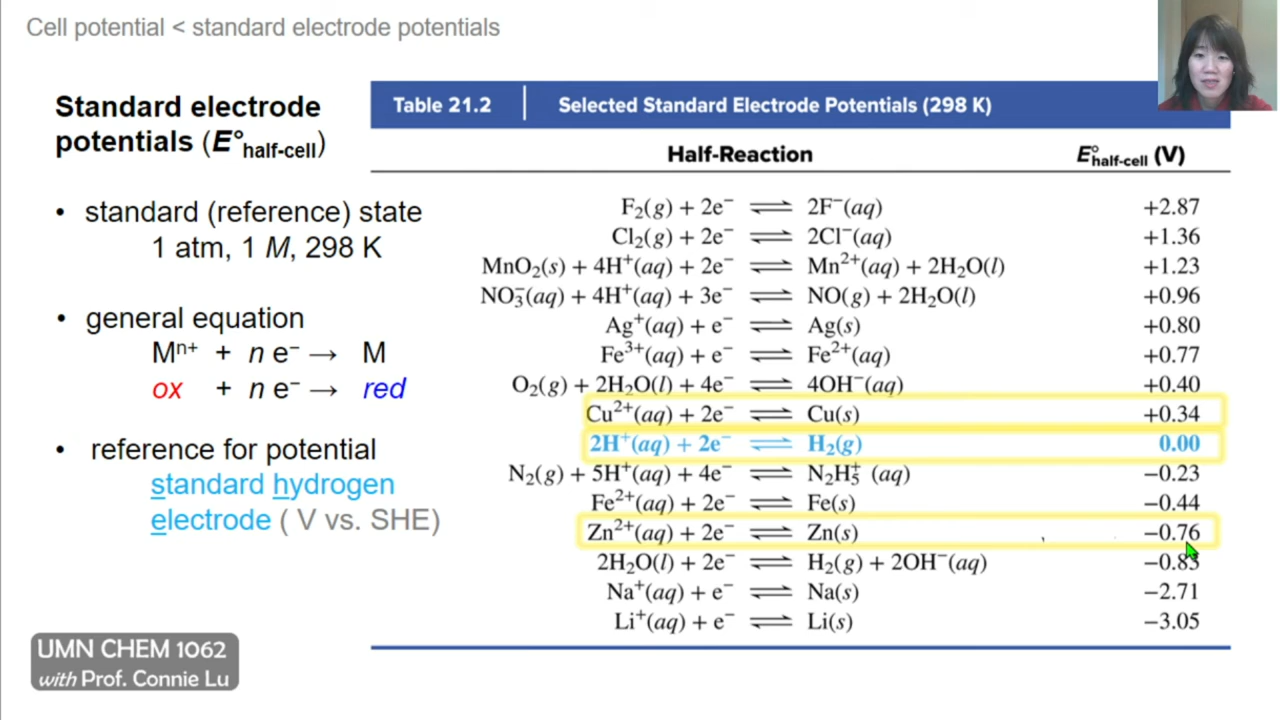 Cell potential < standard electrode potentials
Standard electrode
potentials (E°half-cell)
• standard (reference) state
1 atm, 1 M, 298 K
• general equation
Mⁿ⁺ + n e⁻ → M
ox + n e⁻ → red
• reference for potential
standard hydrogen
electrode ( V vs. SHE)
UMN CHEM 1062
with Prof. Connie Lu
Table 21.2 Selected Standard Electrode Potentials (298 K)
Half-Reaction E°half-cell (V)
F₂(g) + 2e⁻ ⇌ 2F⁻(aq) +2.87
Cl₂(g) + 2e⁻ ⇌ 2Cl⁻(aq) +1.36
MnO₂(s) + 4H⁺(aq) + 2e⁻ ⇌ Mn²⁺(aq) + 2H₂O(l) +1.23
NO₃⁻(aq) + 4H⁺(aq) + 3e⁻ ⇌ NO(g) + 2H₂O(l) +0.96
Ag⁺(aq) + e⁻ ⇌ Ag(s) +0.80
Fe³⁺(aq) + e⁻ ⇌ Fe²⁺(aq) +0.77
O₂(g) + 2H₂O(l) + 4e⁻ ⇌ 4OH⁻(aq) +0.40
Cu²⁺(aq) + 2e⁻ ⇌ Cu(s) +0.34
2H⁺(aq) + 2e⁻ ⇌ H₂(g) 0.00
N₂(g) + 5H⁺(aq) + 4e⁻ ⇌ N₂H₅⁺ (aq) −0.23
Fe²⁺(aq) + 2e⁻ ⇌ Fe(s) −0.44
Zn²⁺(aq) + 2e⁻ ⇌ Zn(s) −0.76
2H₂O(l) + 2e⁻ ⇌ H₂(g) + 2OH⁻(aq) −0.83
Na⁺(aq) + e⁻ ⇌ Na(s) −2.71
Li⁺(aq) + e⁻ ⇌ Li(s) −3.05